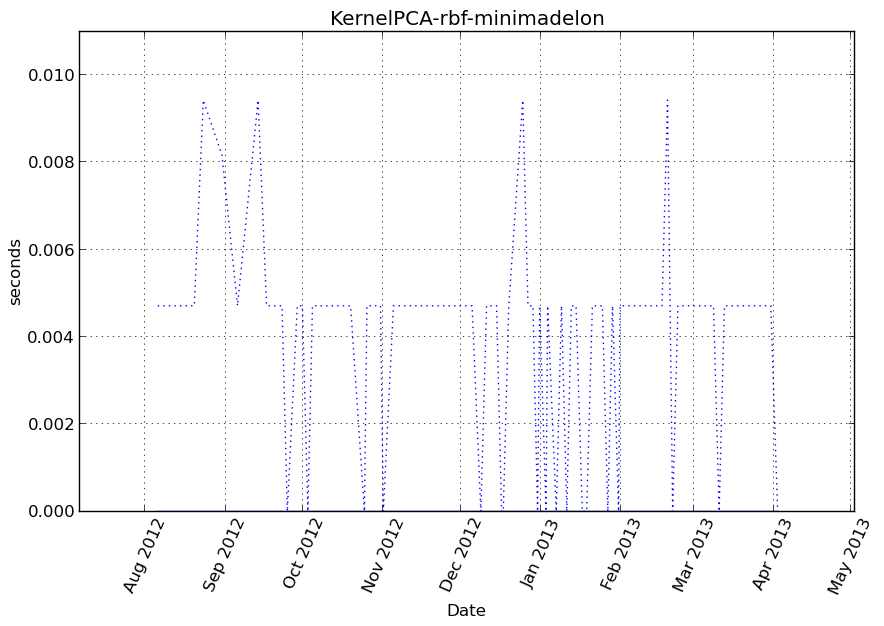 KernelPCA-rbf-minimadelon
0.010
0.008
0.006
0.004
0.002
0.000
seconds
Aug 2012
Sep 2012
Oct 2012
Nov 2012
Dec 2012
Jan 2013
Feb 2013
Mar 2013
Apr 2013
May 2013
Date